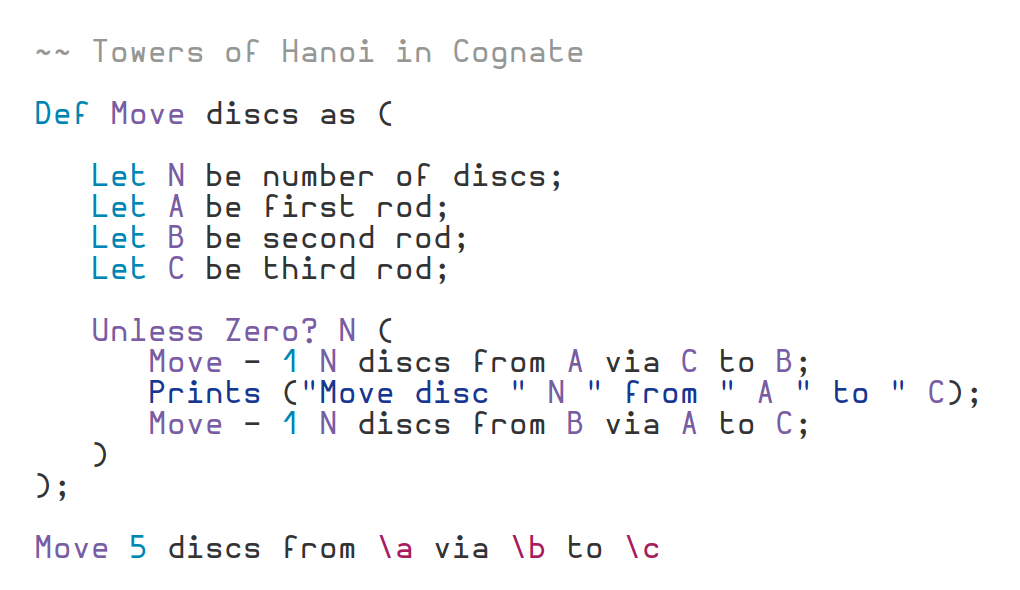 ~~ Towers of Hanoi in Cognate
Def Move discs as (
Let N be number of discs;
Let A be first rod;
Let B be second rod;
Let C be third rod;
Unless Zero? N (
Move - 1 N discs from A via C to B;
Prints ("Move disc " N " from " A " to " C);
Move - 1 N discs from B via A to C;
)
);
Move 5 discs from \a via \b to \c